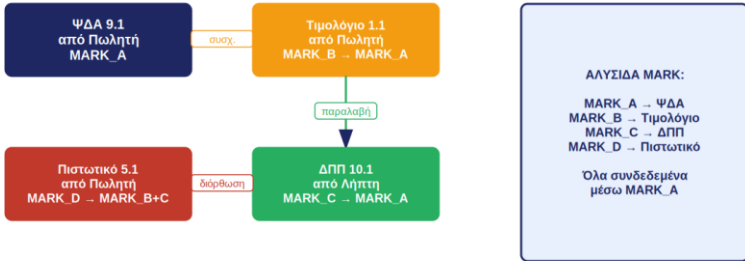 ΨΔΑ 9.1
από Πωλητή
MARK_A
συσχ.
Τιμολόγιο 1.1
από Πωλητή
MARK_B → MARK_A
παραλαβή
Πιστωτικό 5.1
από Πωλητή
MARK_D → MARK_B+C
διόρθωση
ΔΠΠ 10.1
από Λήπτη
MARK_C → MARK_A
ΑΛΥΣΙΔΑ MARK:
MARK_A → ΨΔΑ
MARK_B → Τιμολόγιο
MARK_C → ΔΠΠ
MARK_D → Πιστωτικό
Όλα συνδεδεμένα
μέσω MARK_A